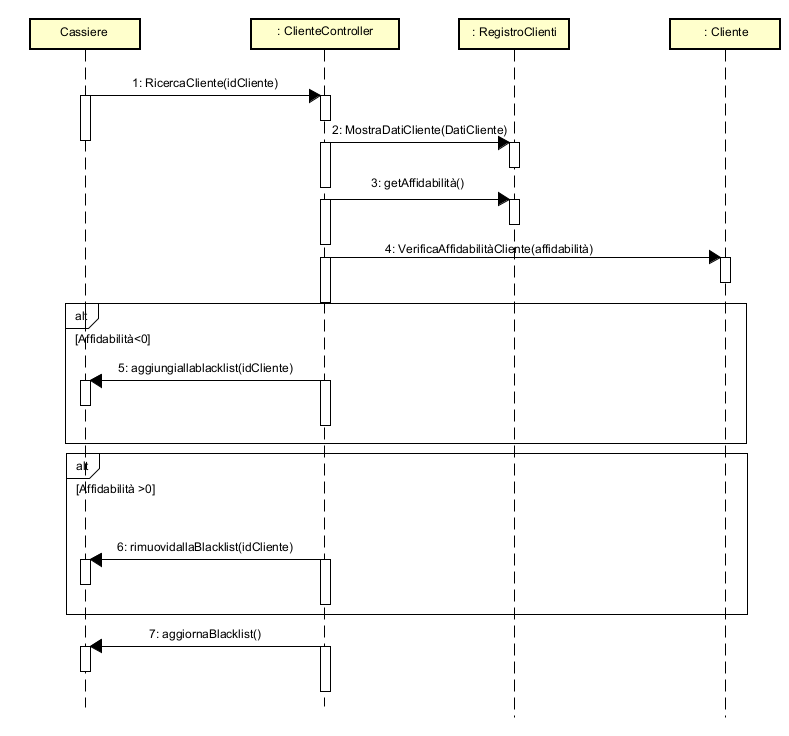 Cassiere
: ClienteController
: RegistroClienti
: Cliente
1: RicercaCliente(idCliente)
2: MostraDatiCliente(DatiCliente)
3: getAffidabilità()
4: VerificaAffidabilitàCliente(affidabilità)
alt
[Affidabilità<0]
5: aggiungiallablacklist(idCliente)
alt
[Affidabilità >0]
6: rimuovidallaBlacklist(idCliente)
7: aggiornaBlacklist()